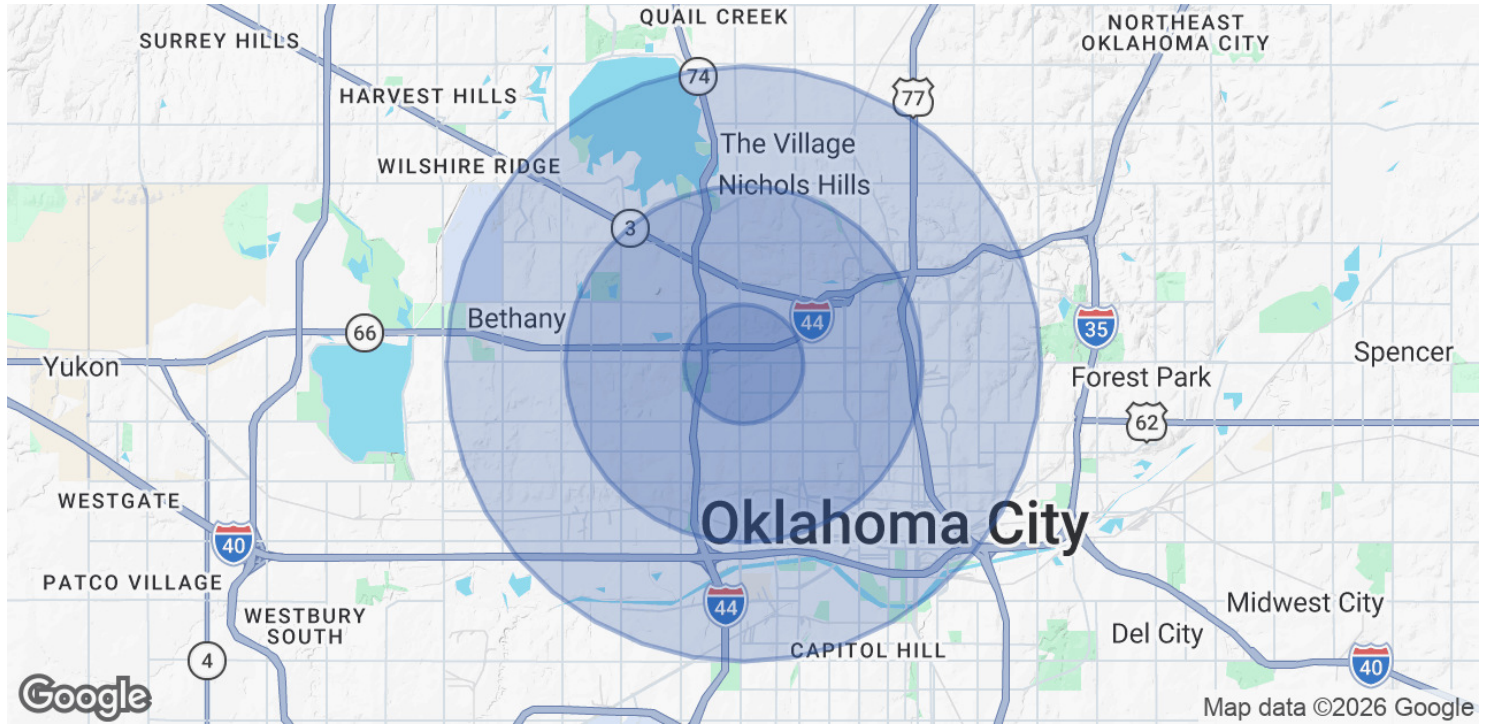 QUAIL CREEK
NORTHEAST
OKLAHOMA CITY
SURREY HILLS
74
77
HARVEST HILLS
The Village
WILSHIRE RIDGE
Nichols Hills
3
Bethany
44
66
35
Yukon
Spencer
Forest Park
62
WESTGATE
Oklahoma City
40
PATCO VILLAGE
44
Midwest City
WESTBURY
SOUTH
Del City
CAPITOL HILL
4
40
Google
Map data ©2026 Google